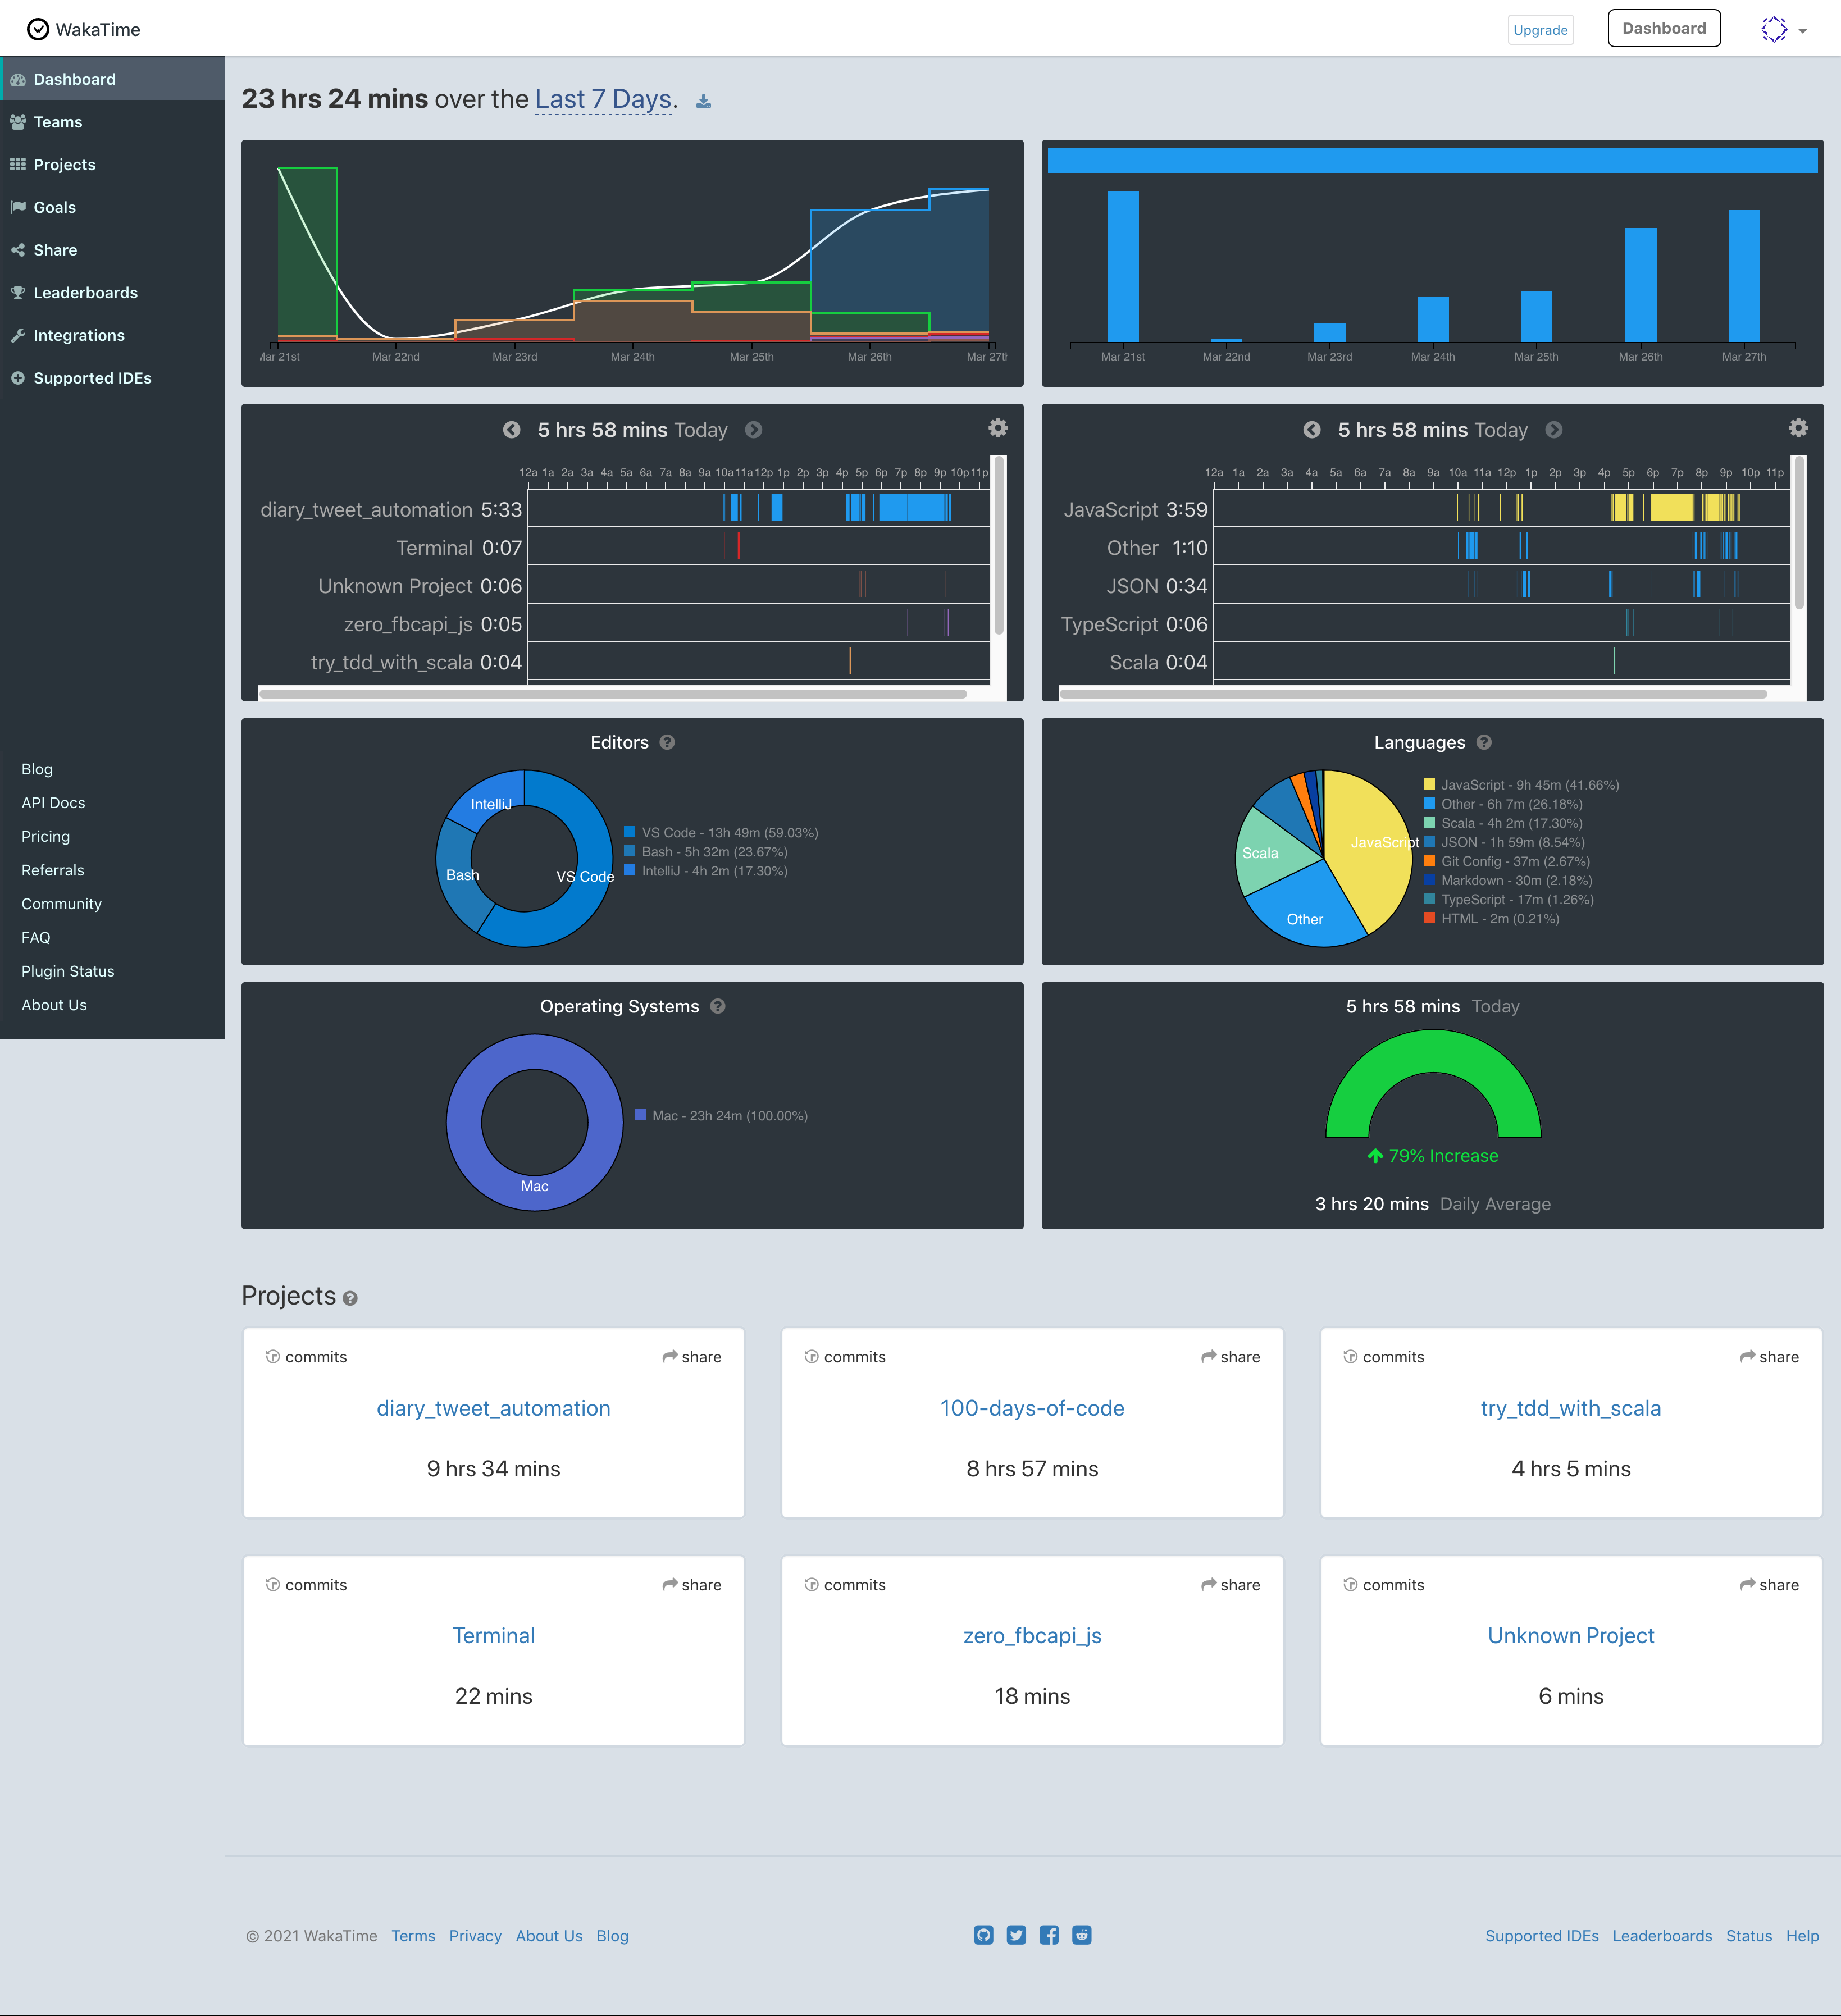 WakaTime
Upgrade
Dashboard
Dashboard
Teams
Projects
Goals
Share
Leaderboards
Integrations
Supported IDEs
Blog
API Docs
Pricing
Referrals
Community
FAQ
Plugin Status
About Us
23 hrs 24 mins over the Last 7 Days.
Mar 21st Mar 22nd Mar 23rd Mar 24th Mar 25th Mar 26th Mar 27th
Mar 21st Mar 22nd Mar 23rd Mar 24th Mar 25th Mar 26th Mar 27th
5 hrs 58 mins Today
12a 1a 2a 3a 4a 5a 6a 7a 8a 9a 10a 11a 12p 1p 2p 3p 4p 5p 6p 7p 8p 9p 10p 11p
diary_tweet_automation 5:33
Terminal 0:07
Unknown Project 0:06
zero_fbcapi_js 0:05
try_tdd_with_scala 0:04
5 hrs 58 mins Today
12a 1a 2a 3a 4a 5a 6a 7a 8a 9a 10a 11a 12p 1p 2p 3p 4p 5p 6p 7p 8p 9p 10p 11p
JavaScript 3:59
Other 1:10
JSON 0:34
TypeScript 0:06
Scala 0:04
Editors
IntelliJ
Bash
VS Code
VS Code - 13h 49m (59.03%)
Bash - 5h 32m (23.67%)
IntelliJ - 4h 2m (17.30%)
Languages
JavaScript
Scala
Other
JavaScript - 9h 45m (41.66%)
Other - 6h 7m (26.18%)
Scala - 4h 2m (17.30%)
JSON - 1h 59m (8.54%)
Git Config - 37m (2.67%)
Markdown - 30m (2.18%)
TypeScript - 17m (1.26%)
HTML - 2m (0.21%)
Operating Systems
Mac
Mac - 23h 24m (100.00%)
5 hrs 58 mins Today
79% Increase
3 hrs 20 mins Daily Average
Projects
commits share
diary_tweet_automation
9 hrs 34 mins
commits share
100-days-of-code
8 hrs 57 mins
commits share
try_tdd_with_scala
4 hrs 5 mins
commits share
Terminal
22 mins
commits share
zero_fbcapi_js
18 mins
commits share
Unknown Project
6 mins
© 2021 WakaTime Terms Privacy About Us Blog
Supported IDEs Leaderboards Status Help